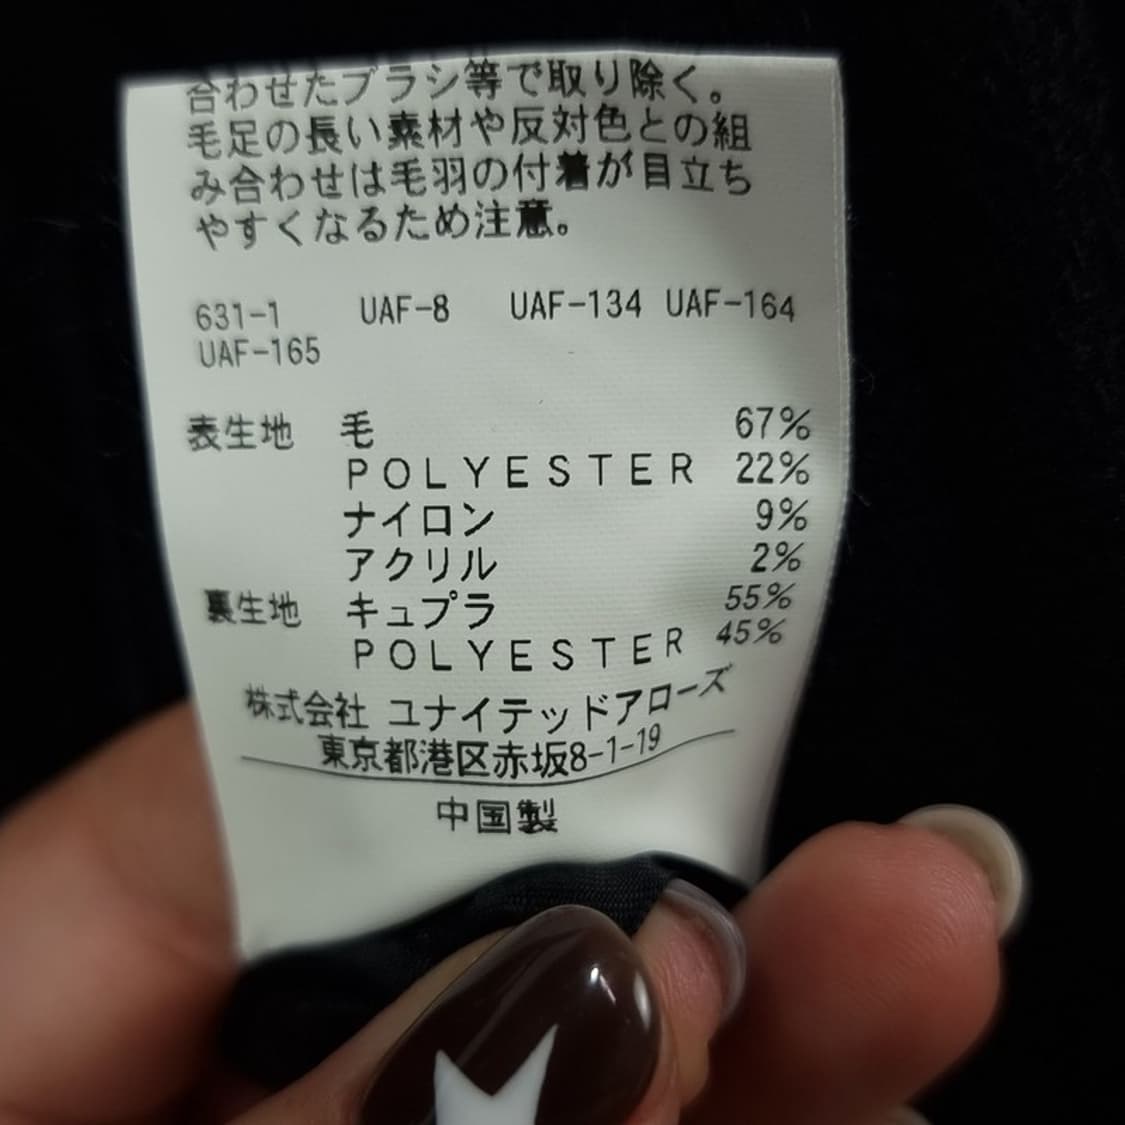 合わせたブラシ等で取り除く。
毛足の長い素材や反対色との組
み合わせは毛羽の付着が目立ち
やすくなるため注意。
631-1 UAF-8 UAF-134 UAF-164
UAF-165
表生地 毛 67%
POLYESTER 22%
ナイロン 9%
アクリル 2%
裏生地 キュプラ 55%
POLYESTER 45%
株式会社 ユナイテッドアローズ
東京都港区赤坂8-1-19
中国製